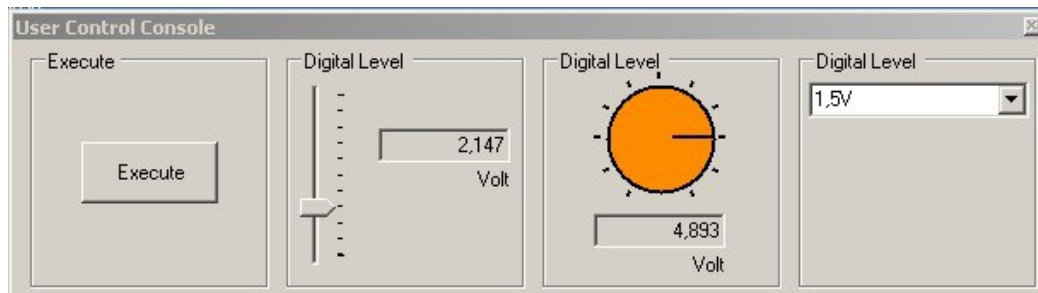 User Control Console
Execute
Execute
Digital Level
2,147
Volt
Digital Level
4,893
Volt
Digital Level
1,5V